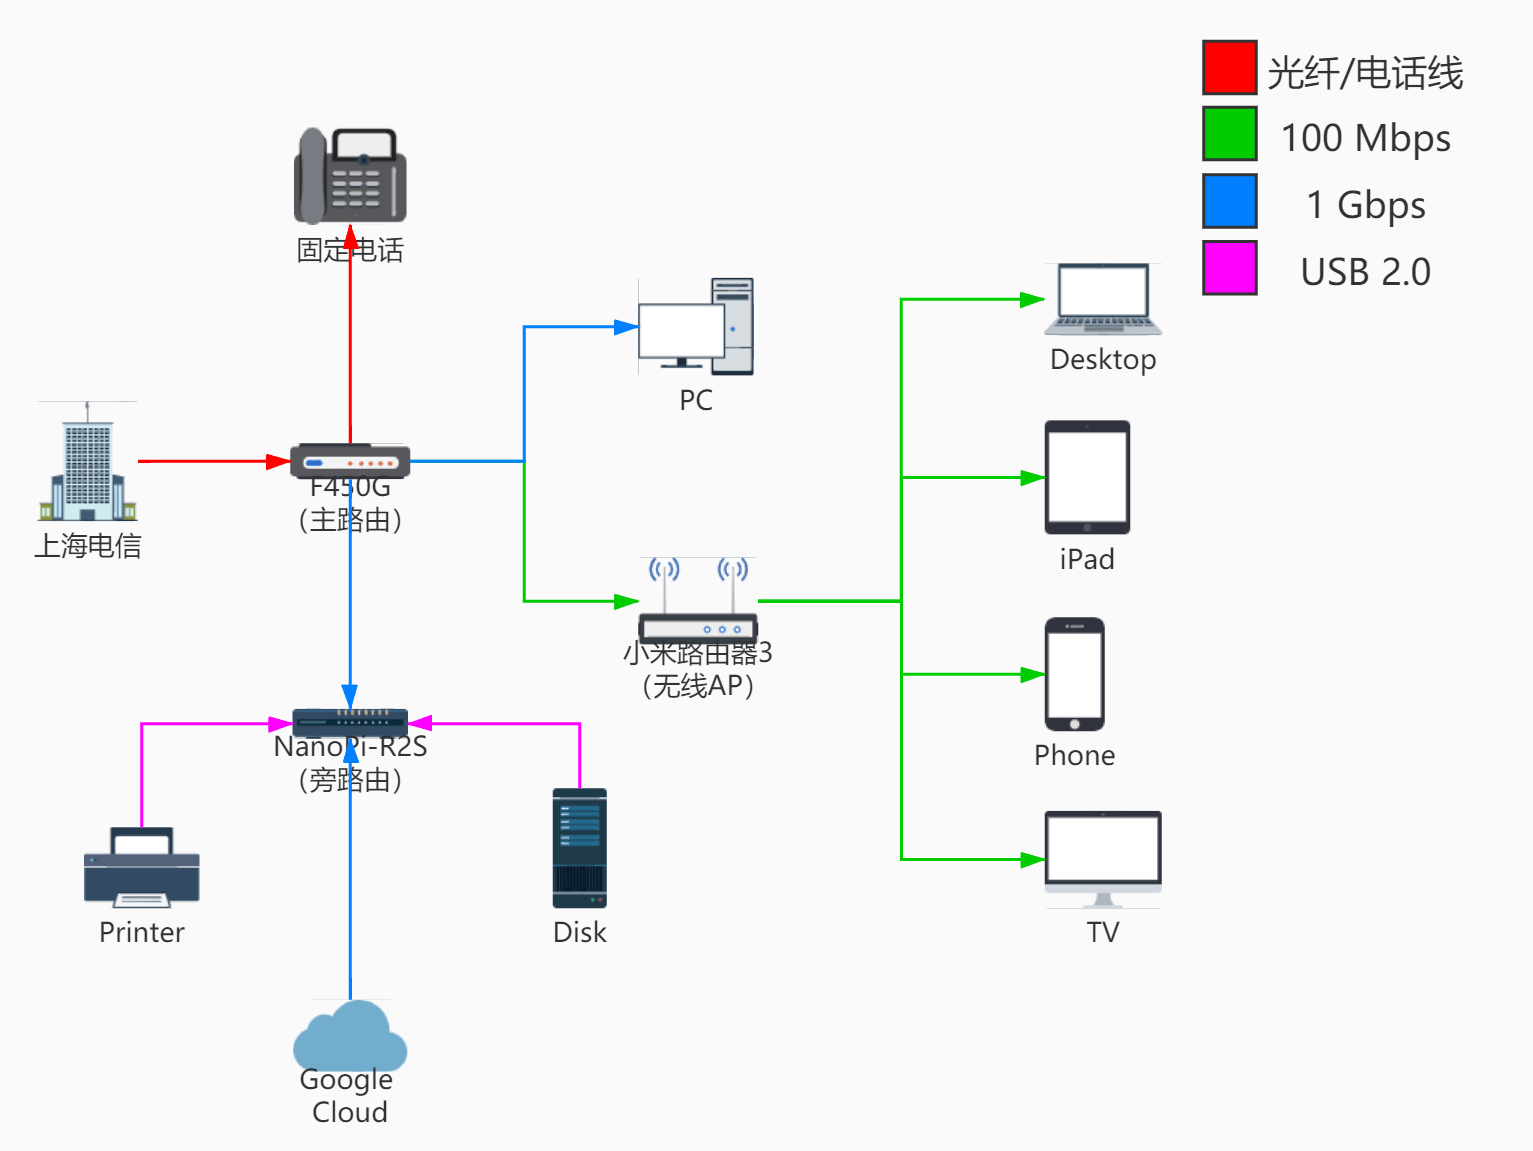 光纤/电话线
100 Mbps
1 Gbps
USB 2.0
固定电话
PC
Desktop
上海电信
F450G
（主路由）
iPad
小米路由器3
（无线AP）
NanoPi-R2S
（旁路由）
Phone
Printer
Disk
TV
Google
Cloud